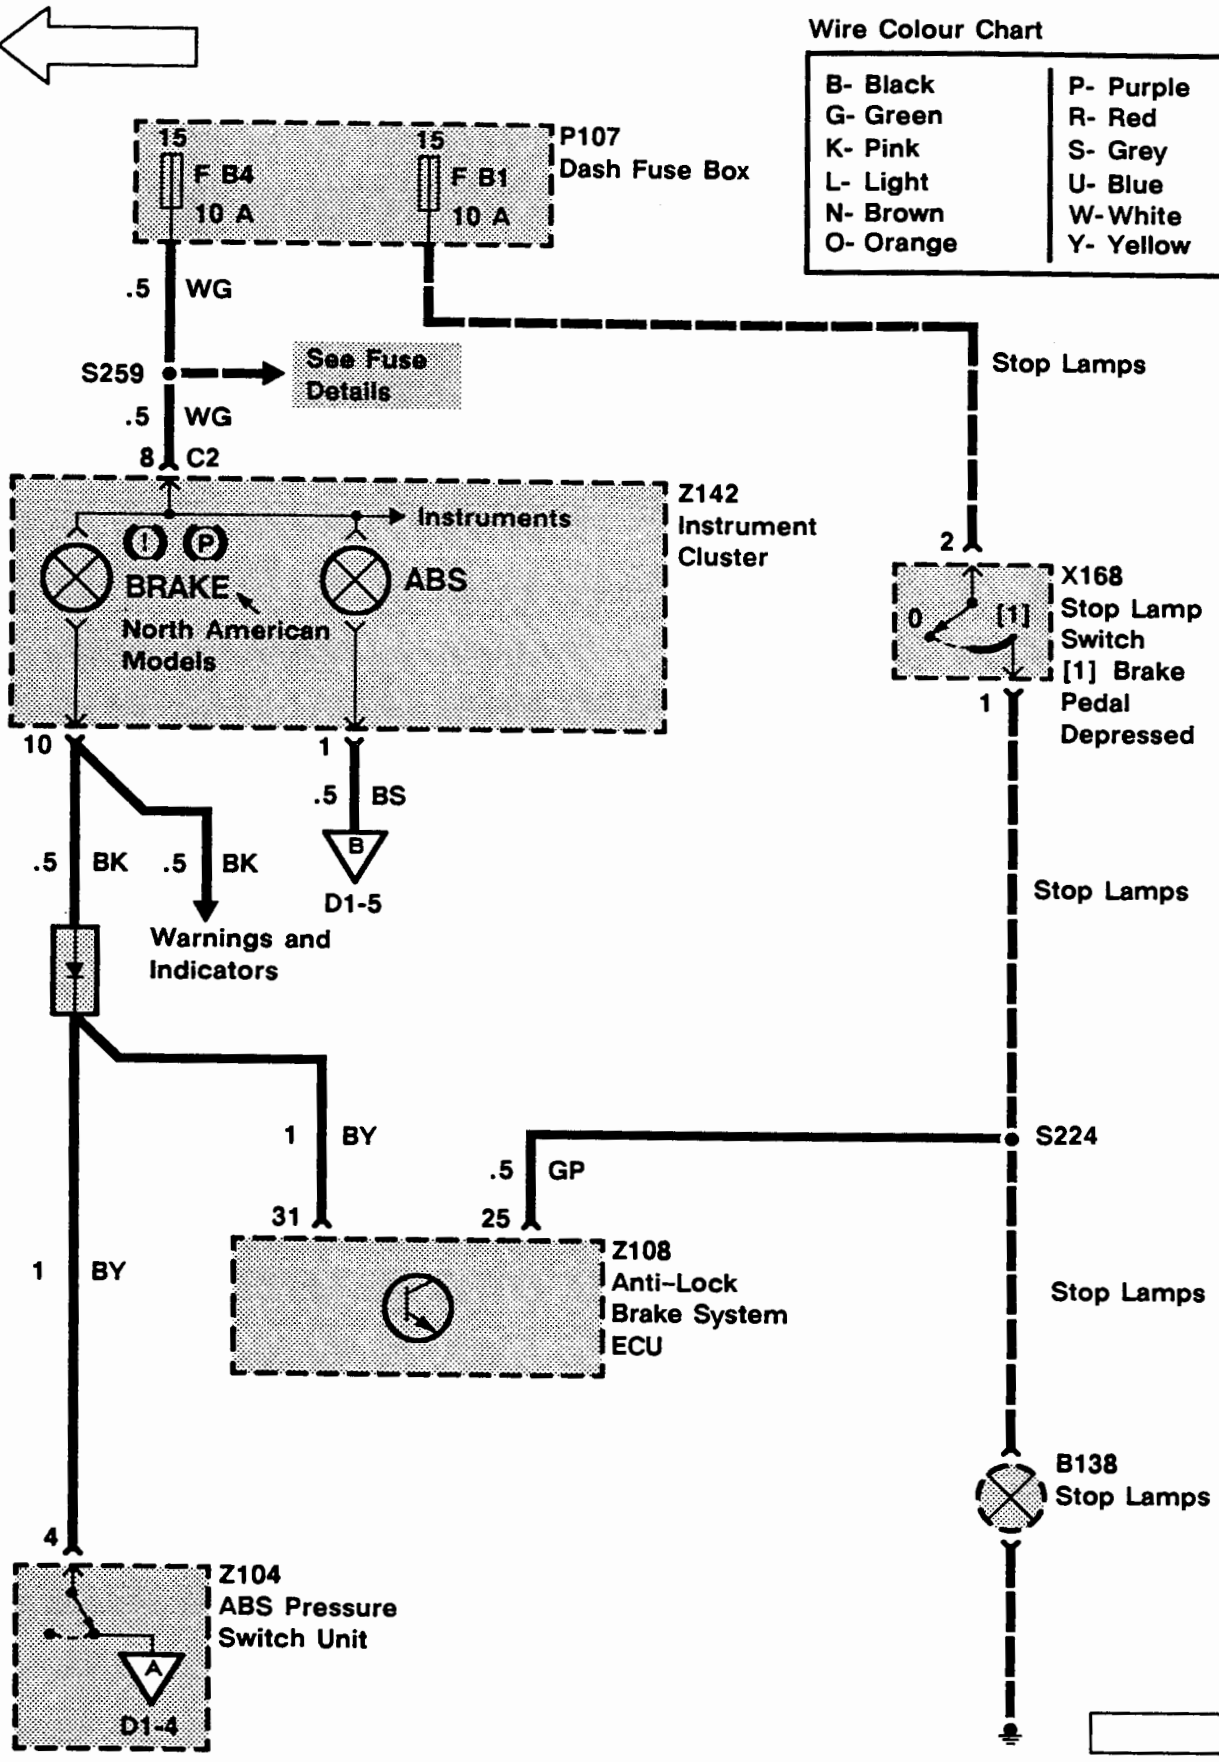 Wire Colour Chart
B- Black
G- Green
K- Pink
L- Light
N- Brown
O- Orange
P- Purple
R- Red
S- Grey
U- Blue
W- White
Y- Yellow
15
F B4
10 A
15
F B1
10 A
P107
Dash Fuse Box
.5 WG
S259
See Fuse
Details
.5 WG
8 C2
Stop Lamps
Z142
Instrument
Cluster
Instruments
! P
BRAKE
ABS
North American
Models
2
X168
Stop Lamp
Switch
[1] Brake
Pedal
Depressed
0 [1]
1
10
1
.5 BS
B
D1-5
.5 BK
.5 BK
Warnings and
Indicators
Stop Lamps
1 BY
S224
.5 GP
31
25
Z108
Anti-Lock
Brake System
ECU
1 BY
Stop Lamps
B138
Stop Lamps
4
Z104
ABS Pressure
Switch Unit
A
D1-4